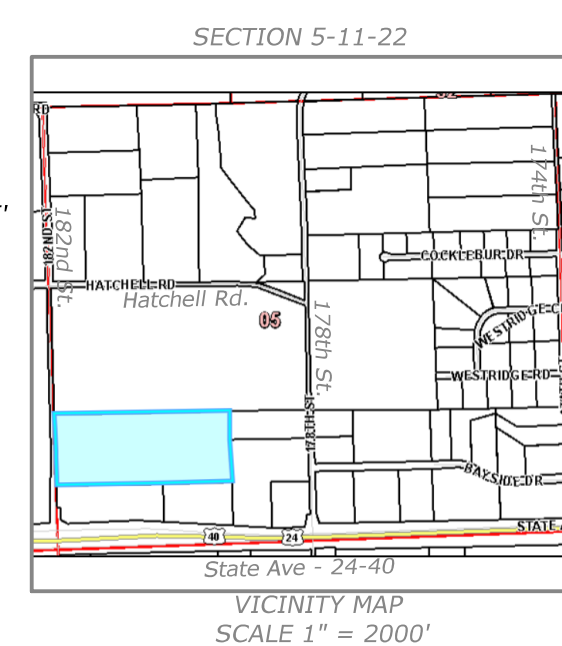 SECTION 5-11-22
RD
174th St.
182ND ST
182nd St.
COCKLEBUR DR
HATCHELL RD
Hatchell Rd.
05
178th St.
WESTRIDGE C
WESTRIDGE RD
178TH ST
BAYSIDE DR
STATE A
40
24
State Ave - 24-40
VICINITY MAP
SCALE 1" = 2000'